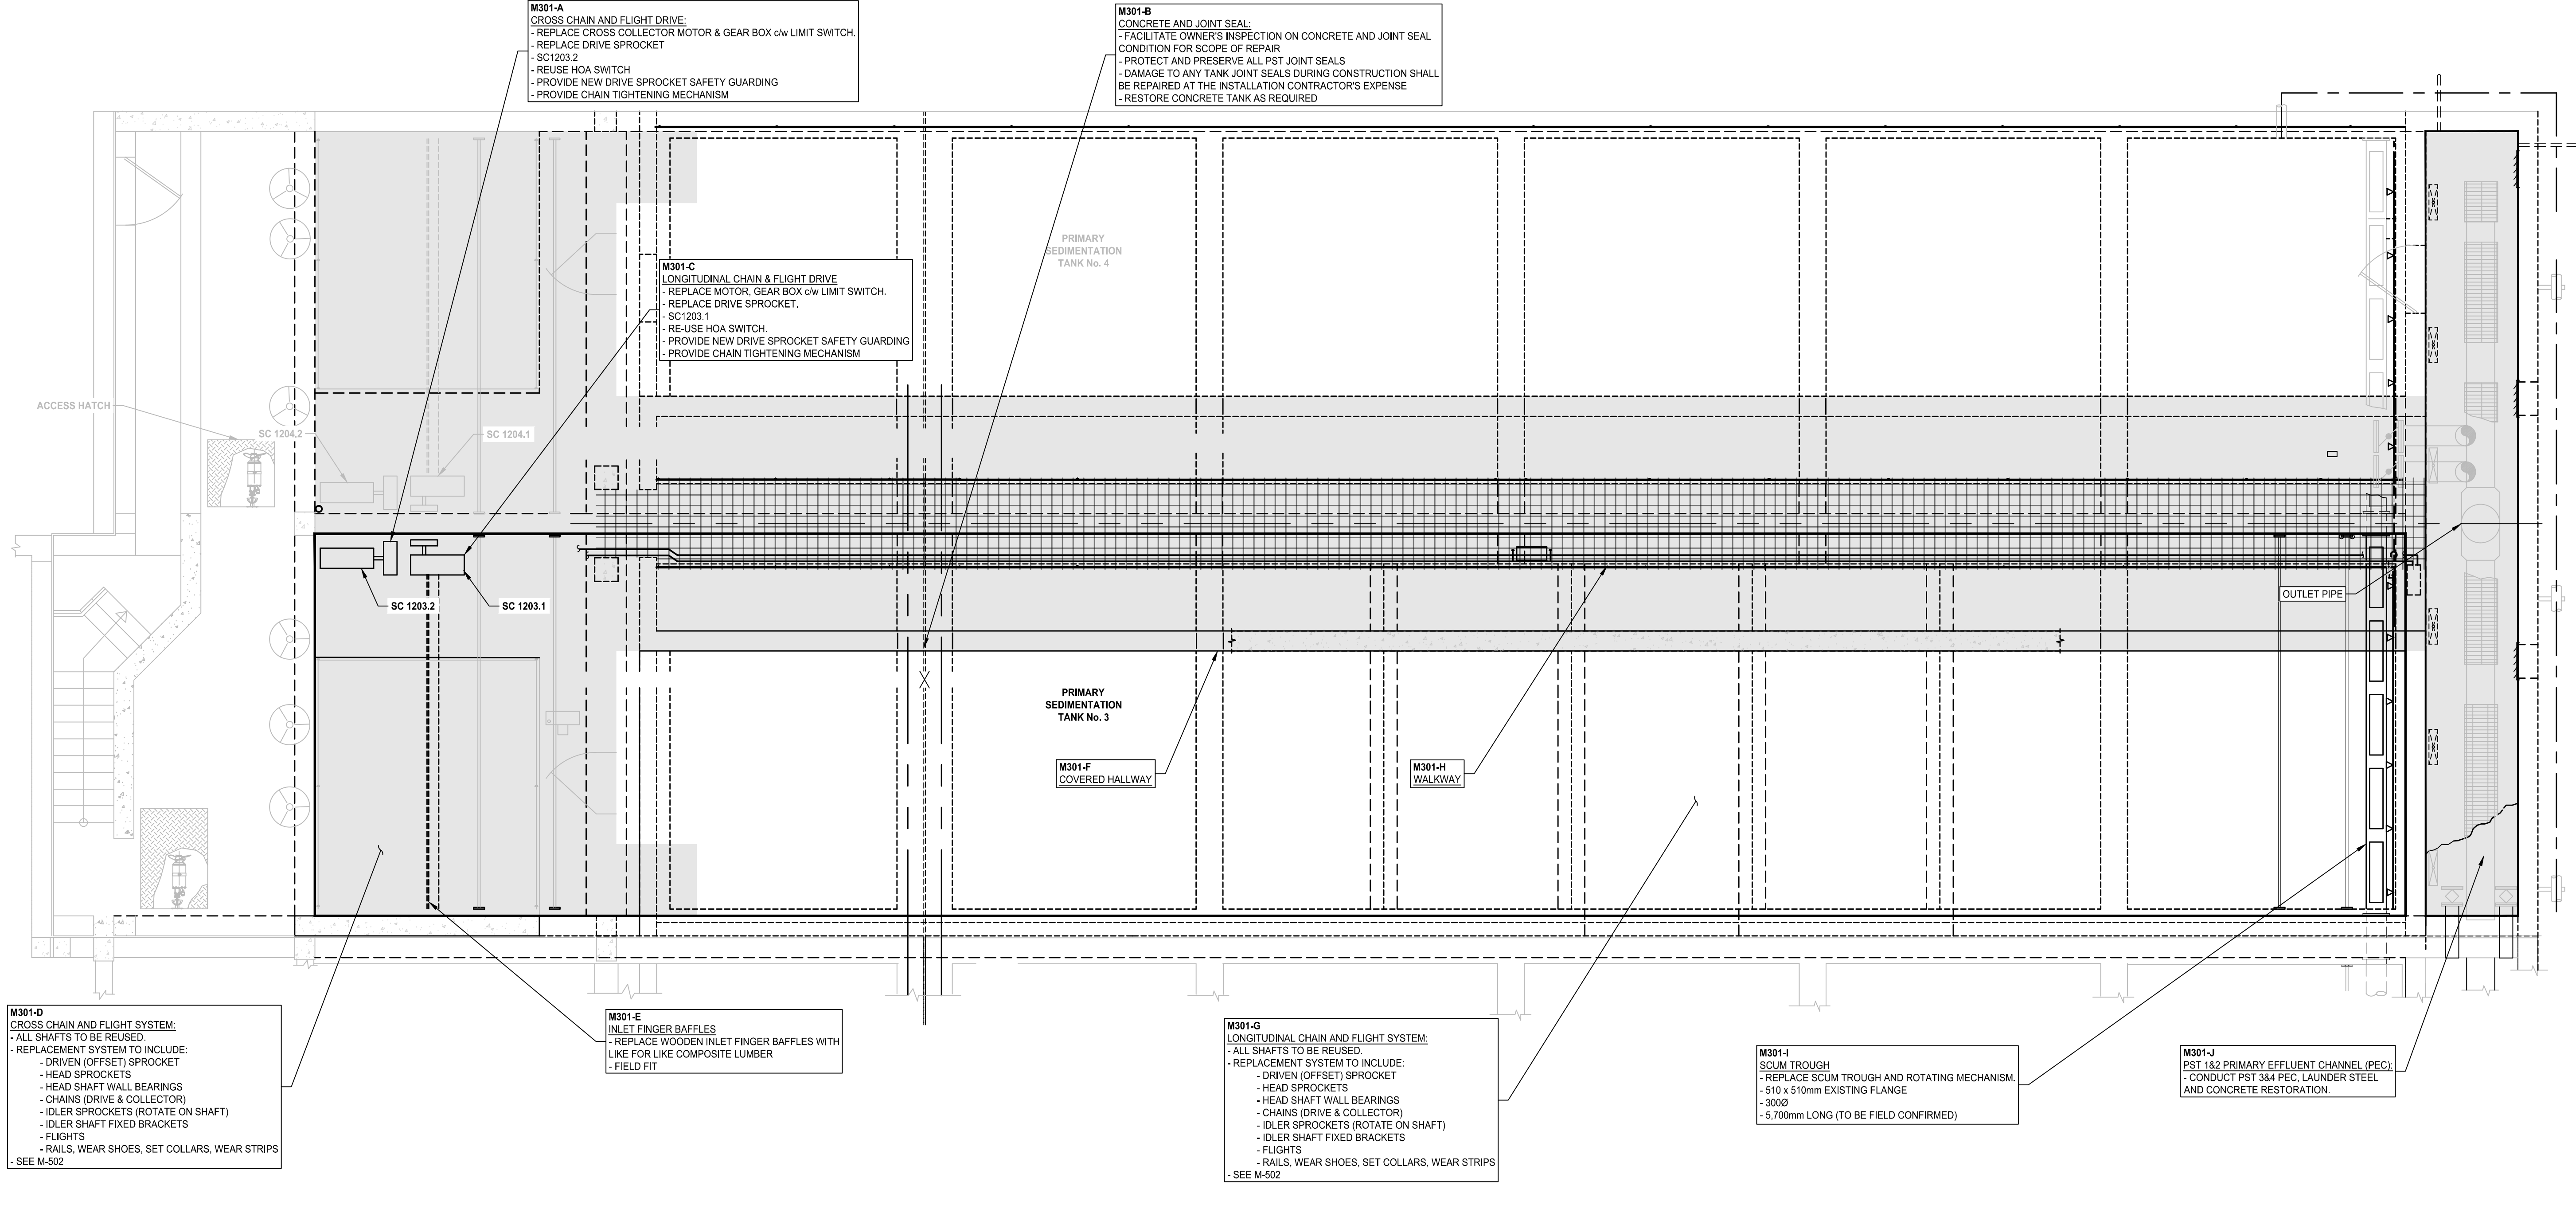 M301-A
CROSS CHAIN AND FLIGHT DRIVE:
- REPLACE CROSS COLLECTOR MOTOR & GEAR BOX c/w LIMIT SWITCH.
- REPLACE DRIVE SPROCKET
- SC1203.2
- REUSE HOA SWITCH
- PROVIDE NEW DRIVE SPROCKET SAFETY GUARDING
- PROVIDE CHAIN TIGHTENING MECHANISM
M301-B
CONCRETE AND JOINT SEAL:
- FACILITATE OWNER'S INSPECTION ON CONCRETE AND JOINT SEAL
CONDITION FOR SCOPE OF REPAIR
- PROTECT AND PRESERVE ALL PST JOINT SEALS
- DAMAGE TO ANY TANK JOINT SEALS DURING CONSTRUCTION SHALL
BE REPAIRED AT THE INSTALLATION CONTRACTOR'S EXPENSE
- RESTORE CONCRETE TANK AS REQUIRED
PRIMARY
SEDIMENTATION
TANK No. 4
M301-C
LONGITUDINAL CHAIN & FLIGHT DRIVE
- REPLACE MOTOR, GEAR BOX c/w LIMIT SWITCH.
- REPLACE DRIVE SPROCKET.
- SC1203.1
- RE-USE HOA SWITCH.
- PROVIDE NEW DRIVE SPROCKET SAFETY GUARDING
- PROVIDE CHAIN TIGHTENING MECHANISM
ACCESS HATCH
SC 1204.2
SC 1204.1
SC 1203.2
SC 1203.1
OUTLET PIPE
PRIMARY
SEDIMENTATION
TANK No. 3
M301-F
COVERED HALLWAY
M301-H
WALKWAY
M301-D
CROSS CHAIN AND FLIGHT SYSTEM:
- ALL SHAFTS TO BE REUSED.
- REPLACEMENT SYSTEM TO INCLUDE:
- DRIVEN (OFFSET) SPROCKET
- HEAD SPROCKETS
- HEAD SHAFT WALL BEARINGS
- CHAINS (DRIVE & COLLECTOR)
- IDLER SPROCKETS (ROTATE ON SHAFT)
- IDLER SHAFT FIXED BRACKETS
- FLIGHTS
- RAILS, WEAR SHOES, SET COLLARS, WEAR STRIPS
- SEE M-502
M301-E
INLET FINGER BAFFLES
- REPLACE WOODEN INLET FINGER BAFFLES WITH
LIKE FOR LIKE COMPOSITE LUMBER
- FIELD FIT
M301-G
LONGITUDINAL CHAIN AND FLIGHT SYSTEM:
- ALL SHAFTS TO BE REUSED.
- REPLACEMENT SYSTEM TO INCLUDE:
- DRIVEN (OFFSET) SPROCKET
- HEAD SPROCKETS
- HEAD SHAFT WALL BEARINGS
- CHAINS (DRIVE & COLLECTOR)
- IDLER SPROCKETS (ROTATE ON SHAFT)
- IDLER SHAFT FIXED BRACKETS
- FLIGHTS
- RAILS, WEAR SHOES, SET COLLARS, WEAR STRIPS
- SEE M-502
M301-I
SCUM TROUGH
- REPLACE SCUM TROUGH AND ROTATING MECHANISM.
- 510 x 510mm EXISTING FLANGE
- 300Ø
- 5,700mm LONG (TO BE FIELD CONFIRMED)
M301-J
PST 1&2 PRIMARY EFFLUENT CHANNEL (PEC):
- CONDUCT PST 3&4 PEC, LAUNDER STEEL
AND CONCRETE RESTORATION.